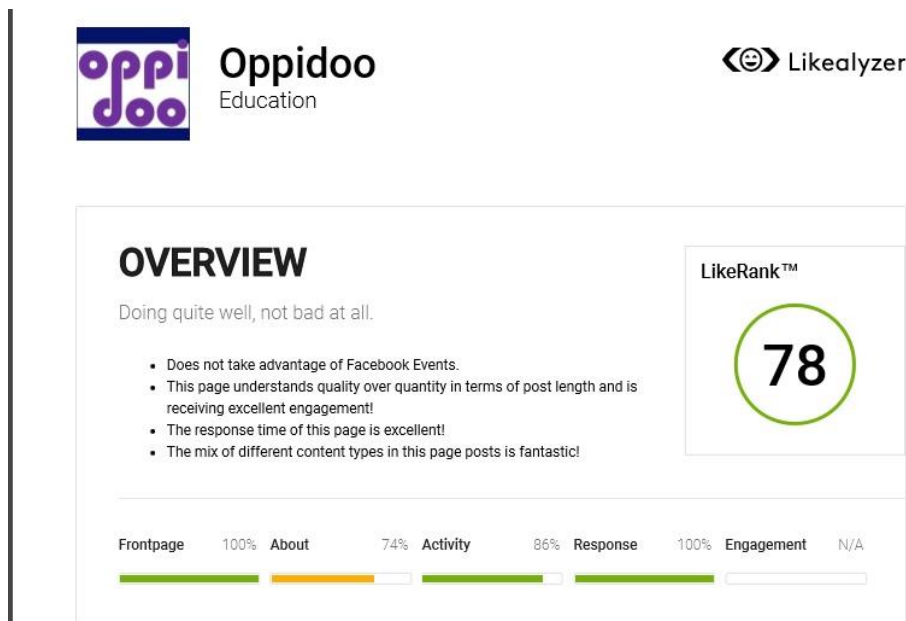 oppi
doo
Oppidoo
Education
Likealyzer
OVERVIEW
Doing quite well, not bad at all.
LikeRank™
78
• Does not take advantage of Facebook Events.
• This page understands quality over quantity in terms of post length and is
receiving excellent engagement!
• The response time of this page is excellent!
• The mix of different content types in this page posts is fantastic!
Frontpage 100% About 74% Activity 86% Response 100% Engagement N/A